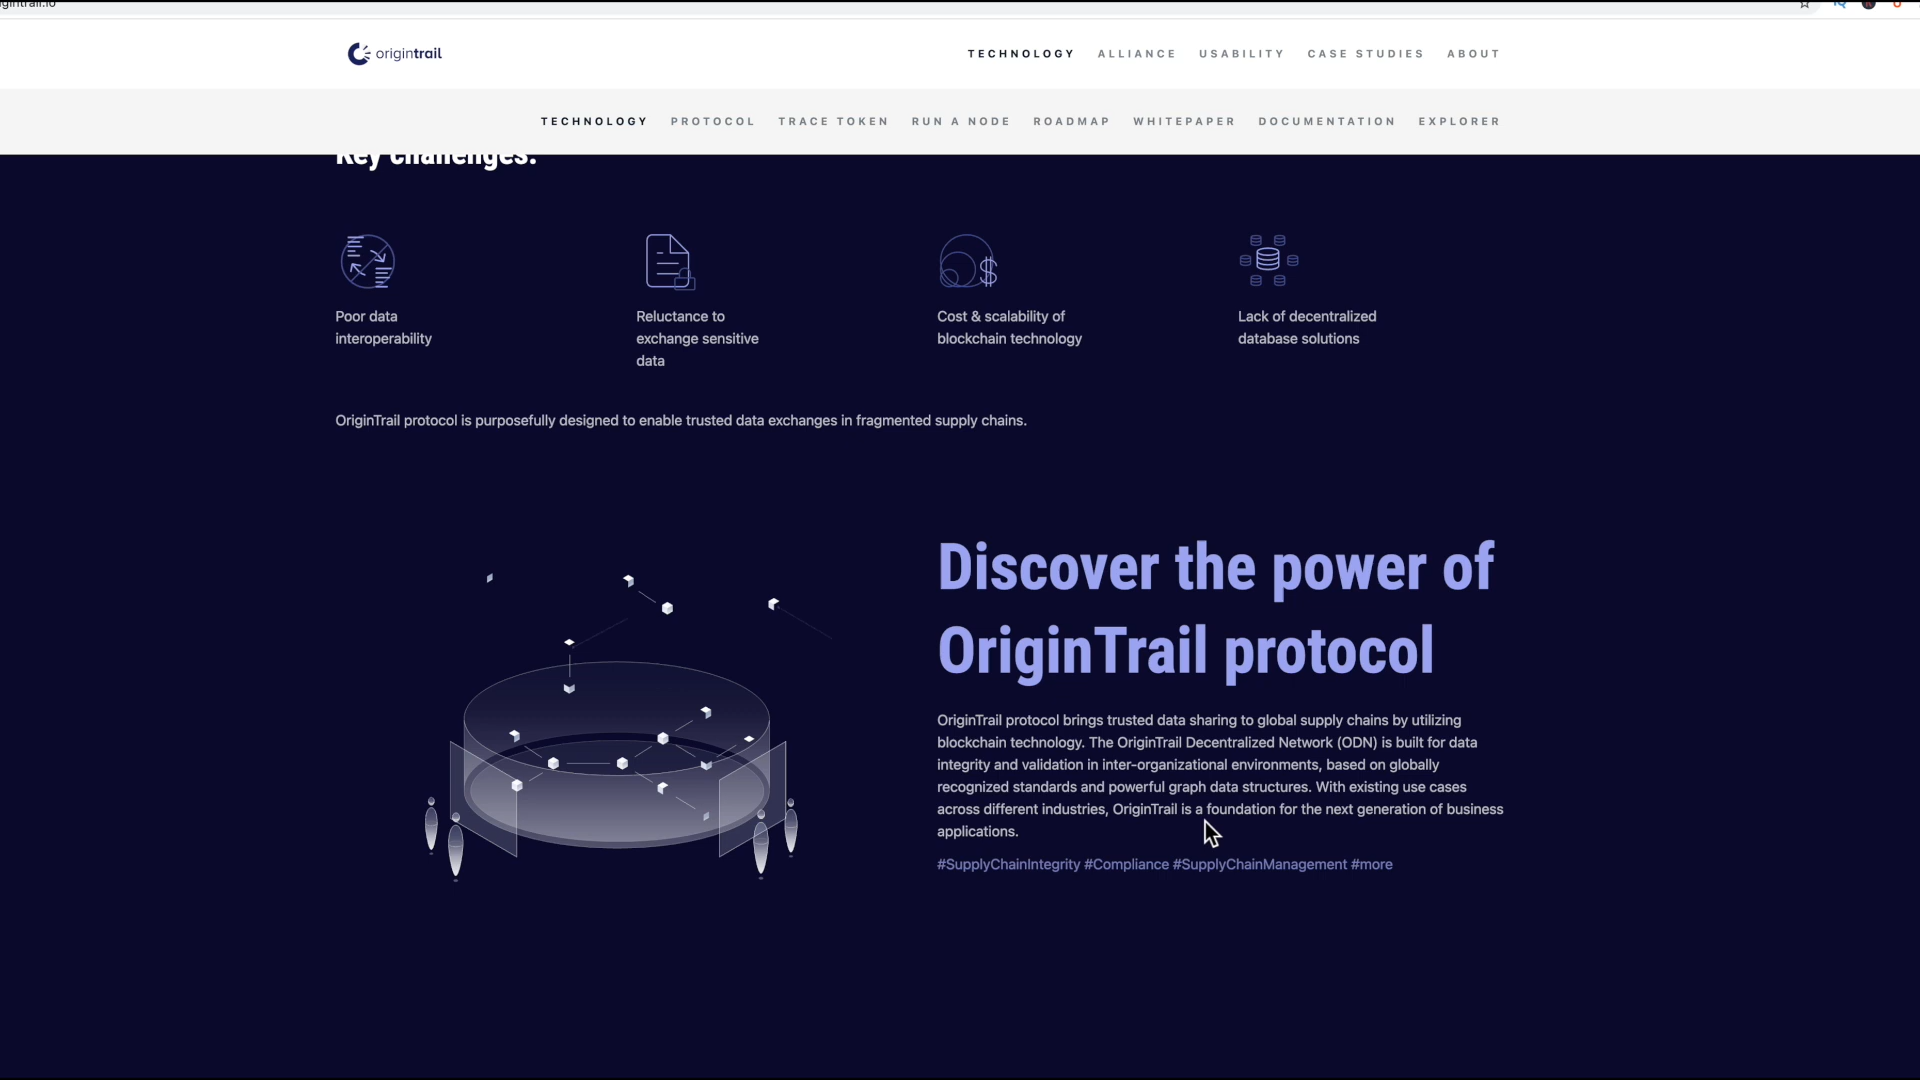 origintrail
TECHNOLOGY ALLIANCE USABILITY CASE STUDIES ABOUT
TECHNOLOGY PROTOCOL TRACE TOKEN RUN A NODE ROADMAP WHITEPAPER DOCUMENTATION EXPLORER
Key challenges:
Poor data
interoperability
Reluctance to
exchange sensitive
data
Cost & scalability of
blockchain technology
Lack of decentralized
database solutions
OriginTrail protocol is purposefully designed to enable trusted data exchanges in fragmented supply chains.
Discover the power of
OriginTrail protocol
OriginTrail protocol brings trusted data sharing to global supply chains by utilizing
blockchain technology. The OriginTrail Decentralized Network (ODN) is built for data
integrity and validation in inter-organizational environments, based on globally
recognized standards and powerful graph data structures. With existing use cases
across different industries, OriginTrail is a foundation for the next generation of business
applications.
#SupplyChainIntegrity #Compliance #SupplyChainManagement #more